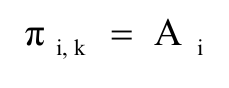 π i, k = A i